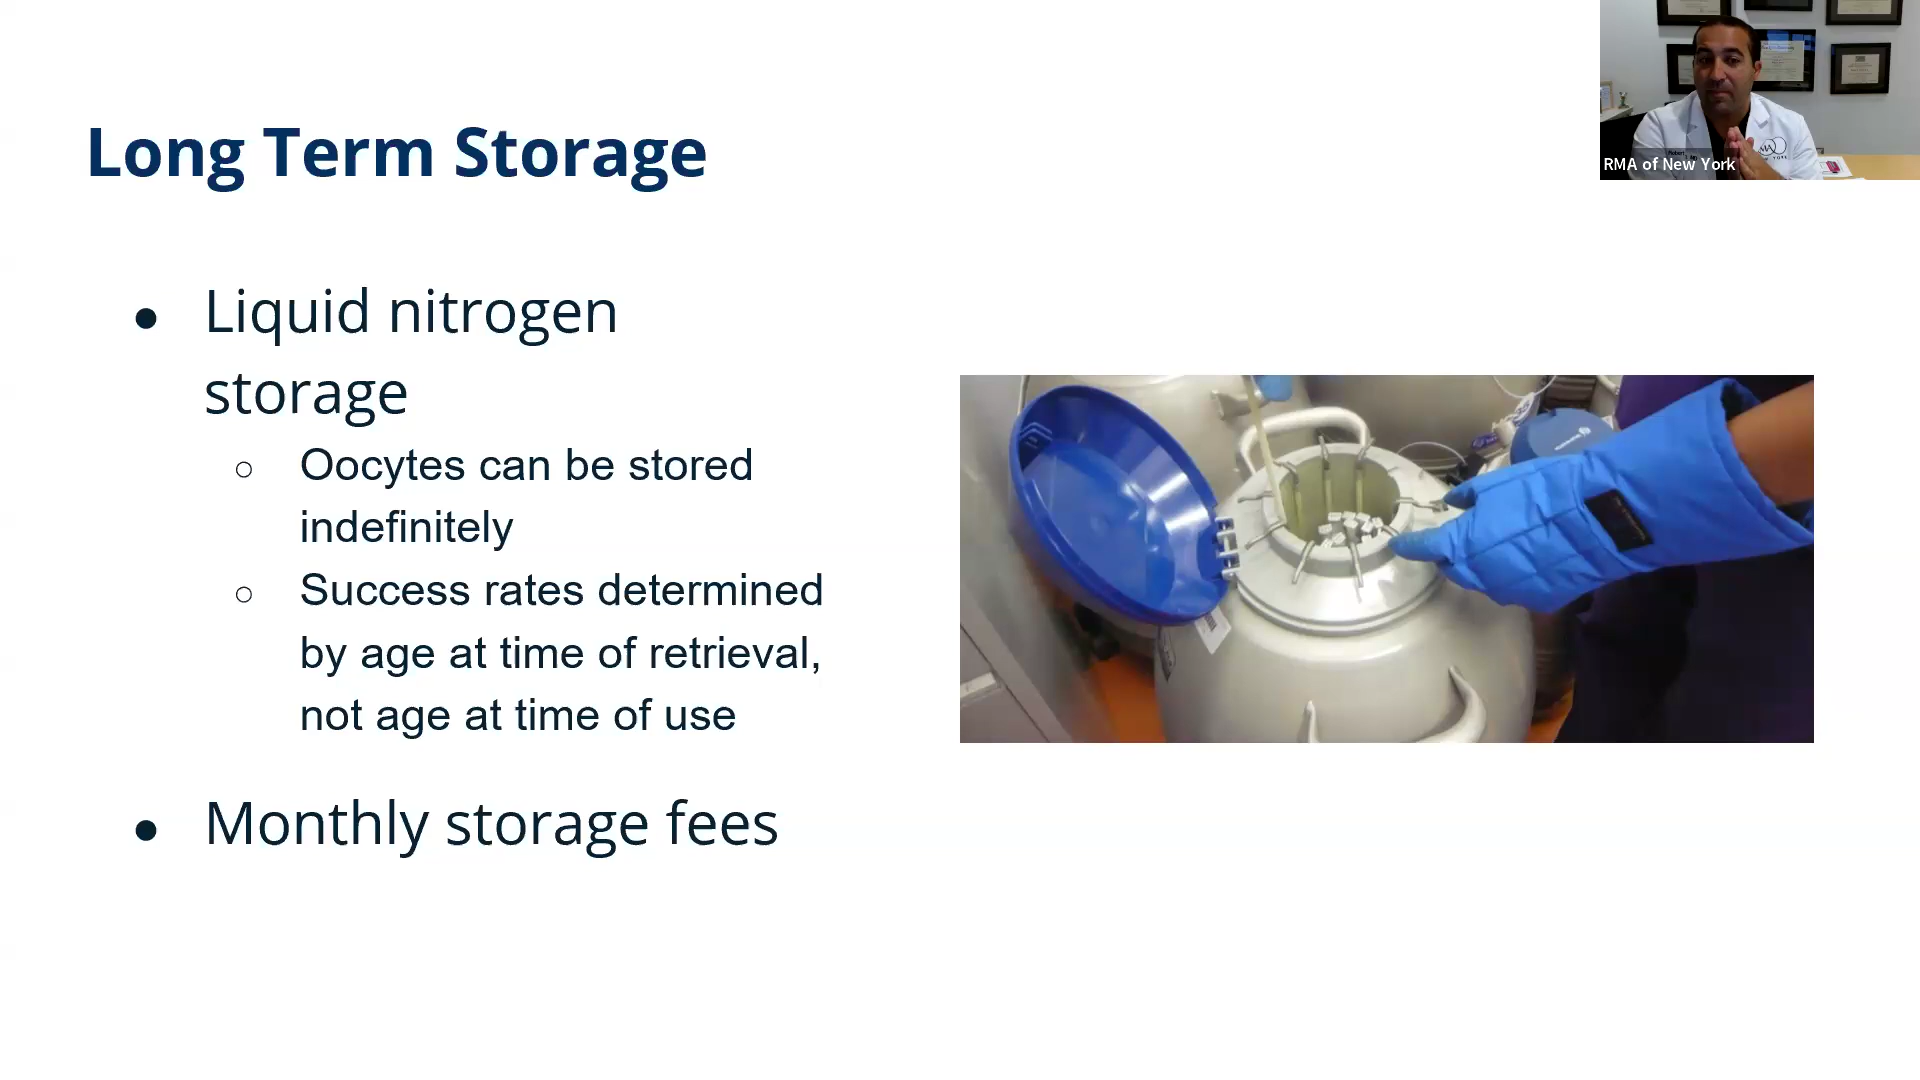 Long Term Storage
● Liquid nitrogen
storage
○ Oocytes can be stored
indefinitely
○ Success rates determined
by age at time of retrieval,
not age at time of use
● Monthly storage fees
RMA of New York